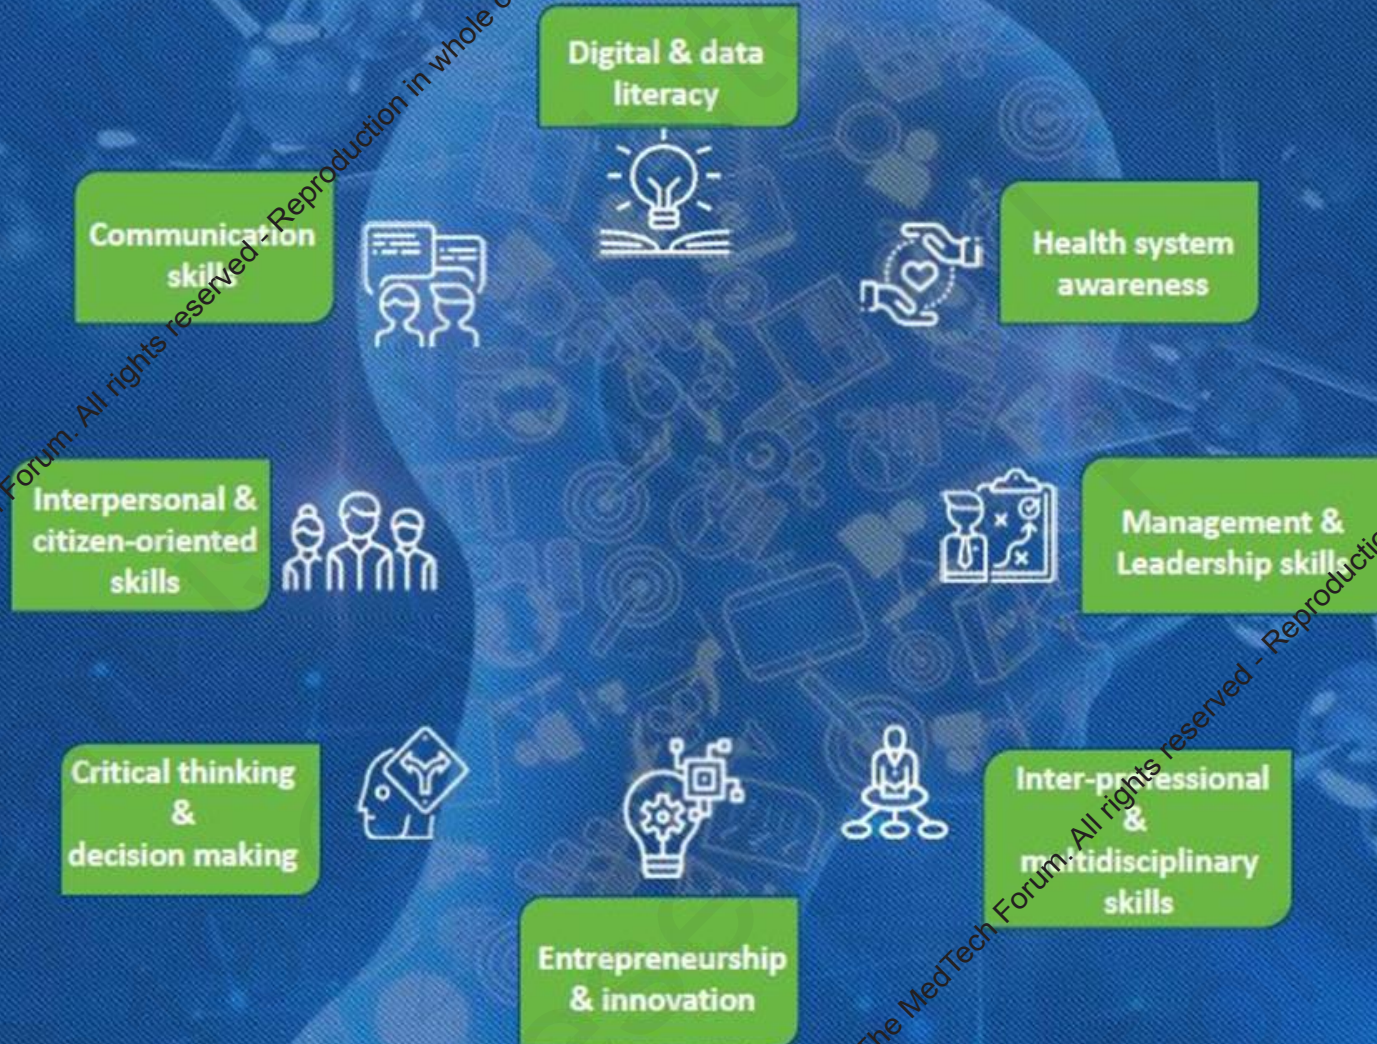 Digital & data
literacy
Communication
skills
Health system
awareness
Interpersonal &
citizen-oriented
skills
Management &
Leadership skills
Critical thinking
&
decision making
Inter-professional
&
multidisciplinary
skills
Entrepreneurship
& innovation
Forum. All rights reserved - Reproduction in whole
The MedTech Forum. All rights reserved - Reproduction